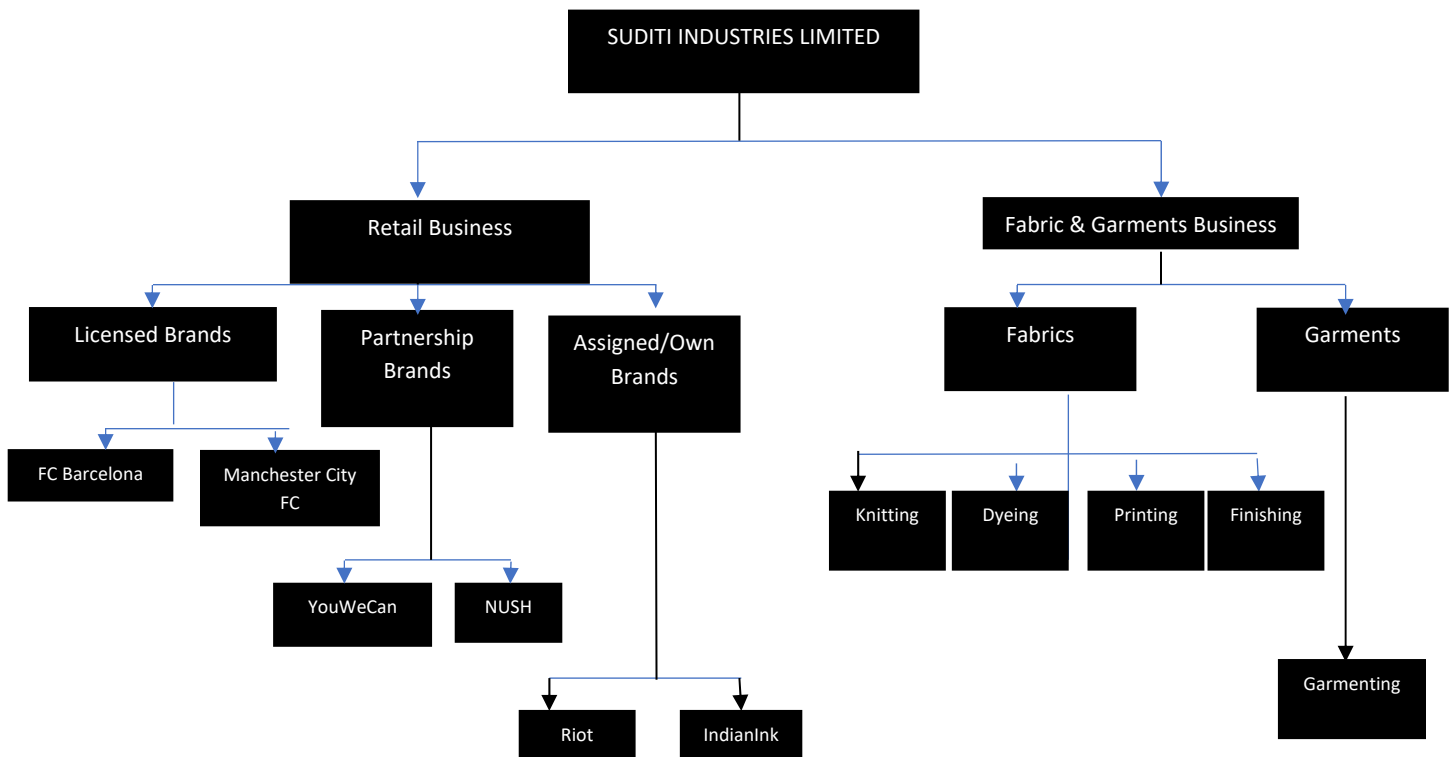 SUDITI INDUSTRIES LIMITED
Retail Business
Fabric & Garments Business
Licensed Brands
Partnership
Brands
Assigned/Own
Brands
Fabrics
Garments
FC Barcelona
Manchester City
FC
Knitting
Dyeing
Printing
Finishing
YouWeCan
NUSH
Garmenting
Riot
IndianInk